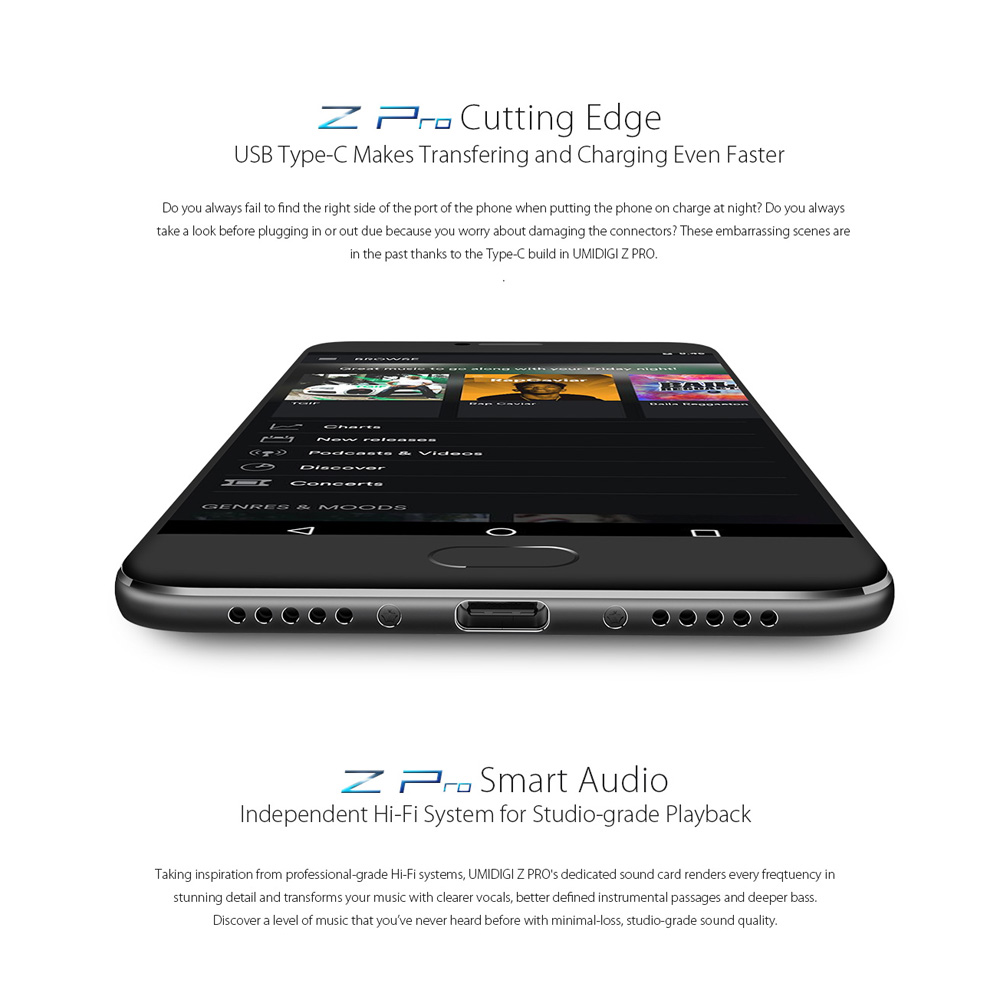 Z Pro Cutting Edge
USB Type-C Makes Transfering and Charging Even Faster
Do you always fail to find the right side of the port of the phone when putting the phone on charge at night? Do you always
take a look before plugging in or out due because you worry about damaging the connectors? These embarrassing scenes are
in the past thanks to the Type-C build in UMIDIGI Z PRO.
.
BROWSE
Great music to go along with your Friday night!
RapCaviar
TGIF
Rap Caviar
Baila Reggaeton
Charts
New releases
Podcasts & Videos
Discover
Concerts
GENRES & MOODS
Z Pro Smart Audio
Independent Hi-Fi System for Studio-grade Playback
Taking inspiration from professional-grade Hi-Fi systems, UMIDIGI Z PRO's dedicated sound card renders every freqtuency in
stunning detail and transforms your music with clearer vocals, better defined instrumental passages and deeper bass.
Discover a level of music that you've never heard before with minimal-loss, studio-grade sound quality.